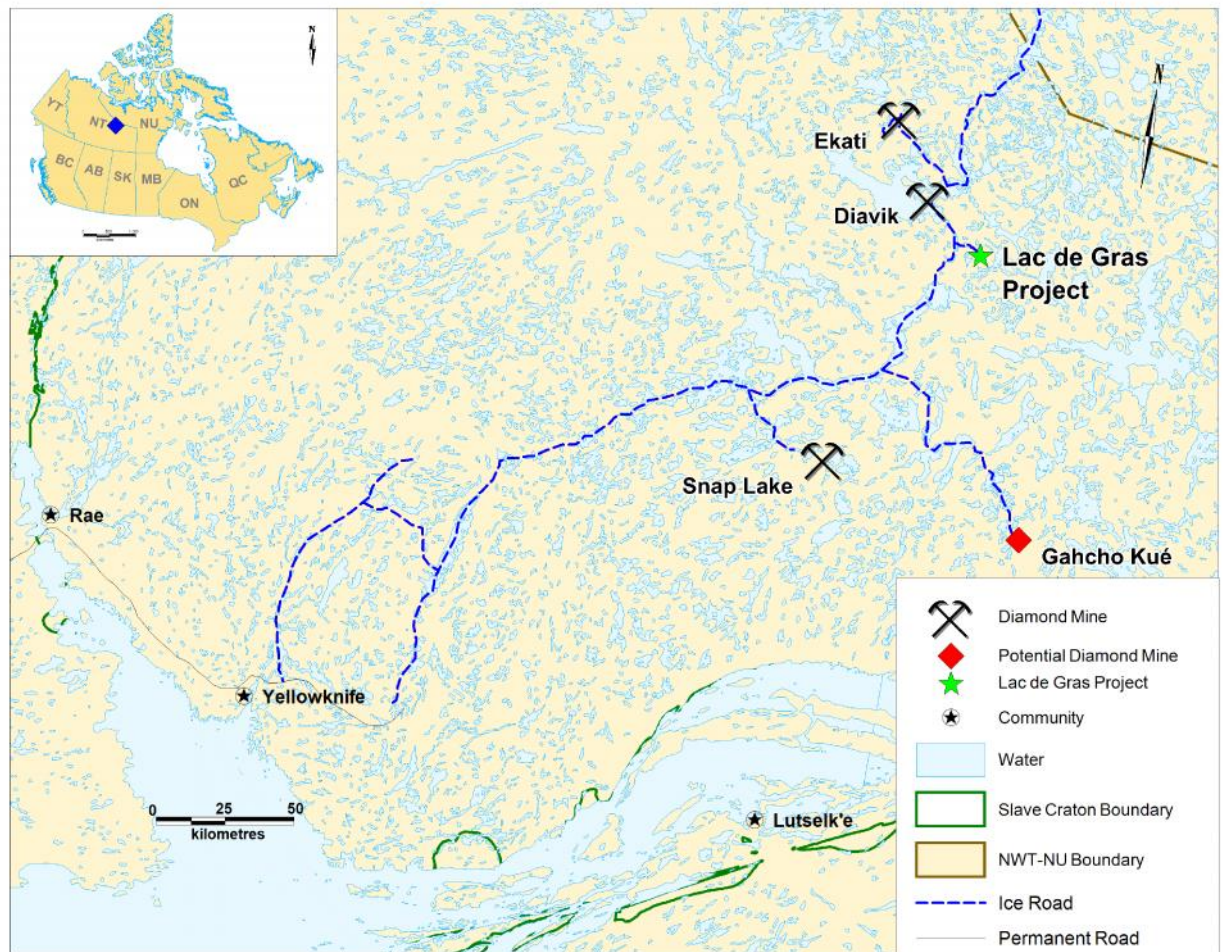 N
YT
NT
NU
BC
AB
SK
MB
ON
QC
N
Ekati
Diavik
Lac de Gras
Project
Snap Lake
Rae
Gahcho Kué
Yellowknife
0 25 50
kilometres
Lutselk'e
Diamond Mine
Potential Diamond Mine
Lac de Gras Project
Community
Water
Slave Craton Boundary
NWT-NU Boundary
Ice Road
Permanent Road